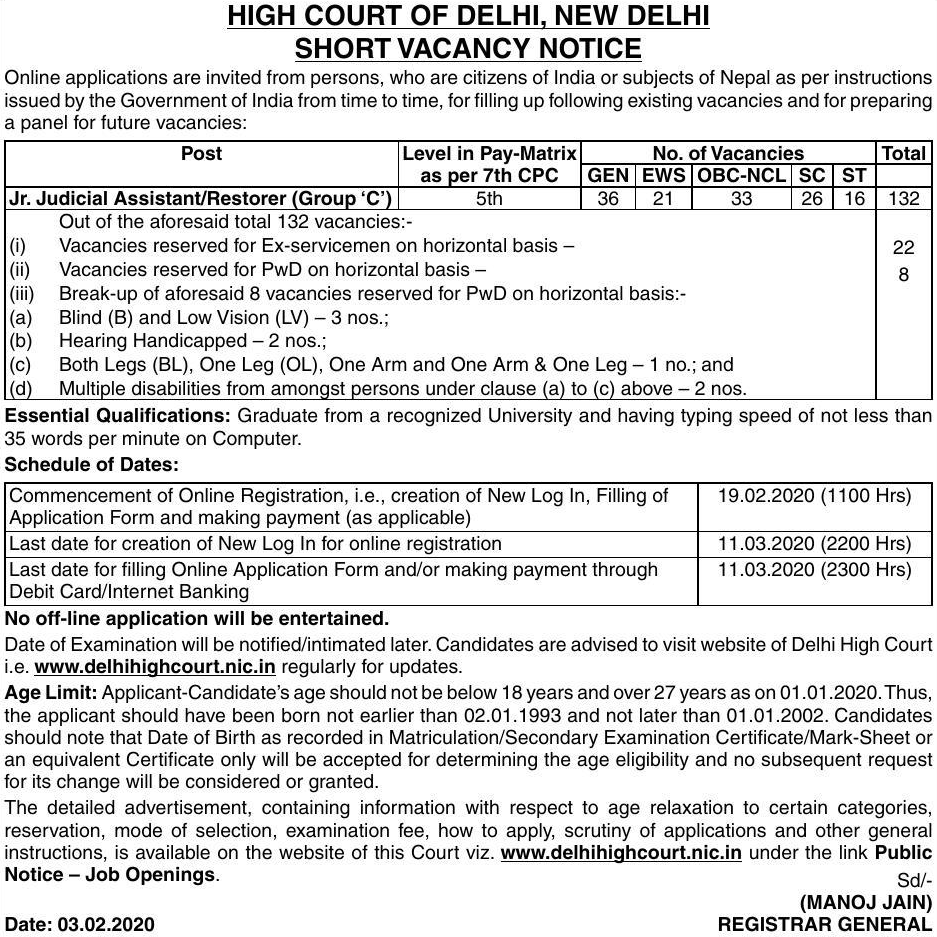 HIGH COURT OF DELHI, NEW DELHI
SHORT VACANCY NOTICE
Online applications are invited from persons, who are citizens of India or subjects of Nepal as per instructions
issued by the Government of India from time to time, for filling up following existing vacancies and for preparing
a panel for future vacancies:
Post Level in Pay-Matrix No. of Vacancies Total
as per 7th CPC GEN EWS OBC-NCL SC ST
Jr. Judicial Assistant/Restorer (Group ‘C’) 5th 36 21 33 26 16 132
Out of the aforesaid total 132 vacancies:-
(i) Vacancies reserved for Ex-servicemen on horizontal basis – 22
(ii) Vacancies reserved for PwD on horizontal basis – 8
(iii) Break-up of aforesaid 8 vacancies reserved for PwD on horizontal basis:-
(a) Blind (B) and Low Vision (LV) – 3 nos.;
(b) Hearing Handicapped – 2 nos.;
(c) Both Legs (BL), One Leg (OL), One Arm and One Arm & One Leg – 1 no.; and
(d) Multiple disabilities from amongst persons under clause (a) to (c) above – 2 nos.
Essential Qualifications: Graduate from a recognized University and having typing speed of not less than
35 words per minute on Computer.
Schedule of Dates:
Commencement of Online Registration, i.e., creation of New Log In, Filling of 19.02.2020 (1100 Hrs)
Application Form and making payment (as applicable)
Last date for creation of New Log In for online registration 11.03.2020 (2200 Hrs)
Last date for filling Online Application Form and/or making payment through 11.03.2020 (2300 Hrs)
Debit Card/Internet Banking
No off-line application will be entertained.
Date of Examination will be notified/intimated later. Candidates are advised to visit website of Delhi High Court
i.e. www.delhihighcourt.nic.in regularly for updates.
Age Limit: Applicant-Candidate’s age should not be below 18 years and over 27 years as on 01.01.2020. Thus,
the applicant should have been born not earlier than 02.01.1993 and not later than 01.01.2002. Candidates
should note that Date of Birth as recorded in Matriculation/Secondary Examination Certificate/Mark-Sheet or
an equivalent Certificate only will be accepted for determining the age eligibility and no subsequent request
for its change will be considered or granted.
The detailed advertisement, containing information with respect to age relaxation to certain categories,
reservation, mode of selection, examination fee, how to apply, scrutiny of applications and other general
instructions, is available on the website of this Court viz. www.delhihighcourt.nic.in under the link Public
Notice – Job Openings.
Sd/-
(MANOJ JAIN)
Date: 03.02.2020 REGISTRAR GENERAL